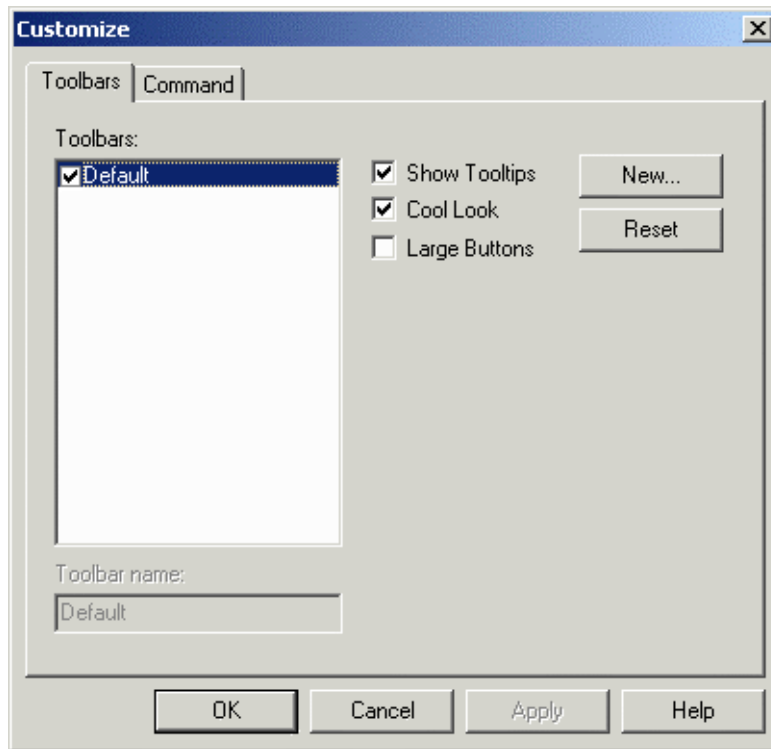 Customize
Toolbars Command
Toolbars:
Default
Show Tooltips
Cool Look
Large Buttons
New...
Reset
Toolbar name:
Default
OK Cancel Apply Help